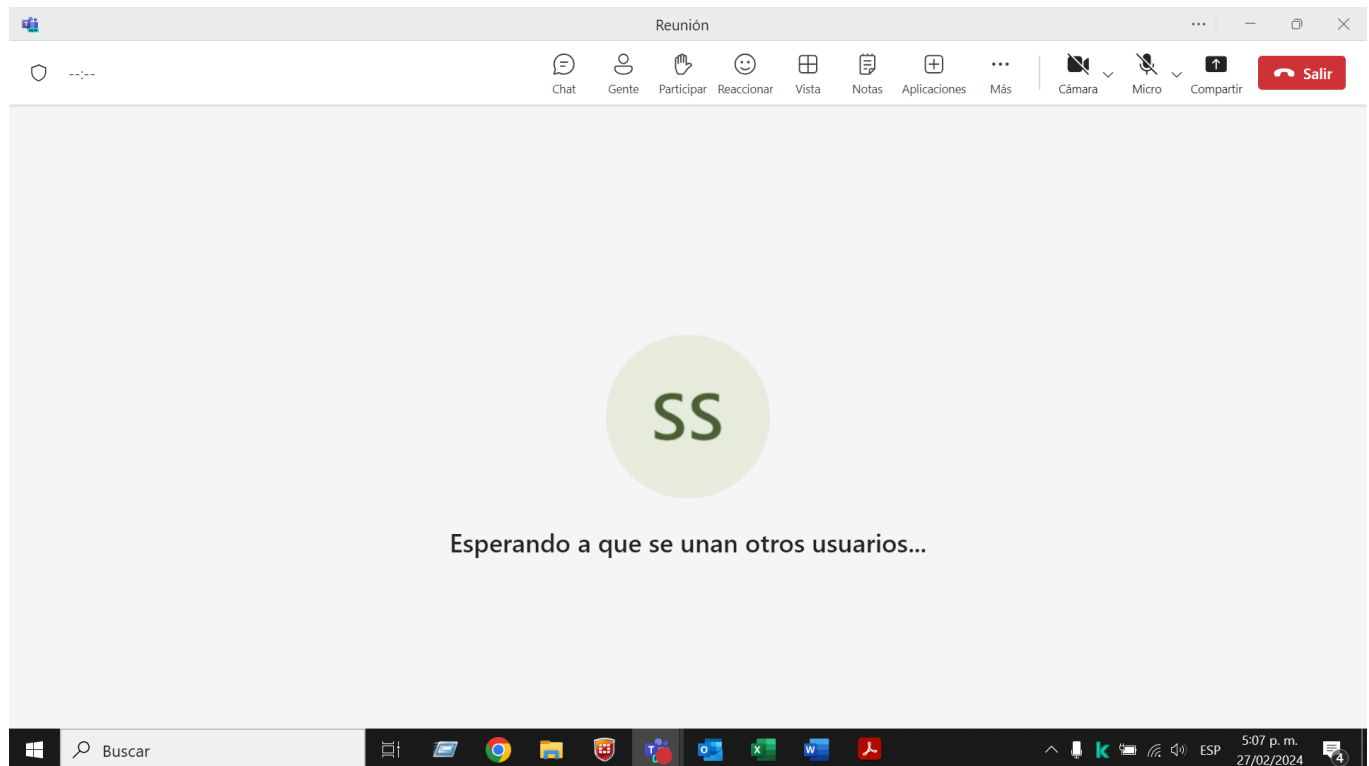 Reunión
--:--
Chat
Gente
Participar
Reaccionar
Vista
Notas
Aplicaciones
Más
Cámara
Micro
Compartir
Salir
SS
Esperando a que se unan otros usuarios...
Buscar
ESP
5:07 p. m.
27/02/2024
4